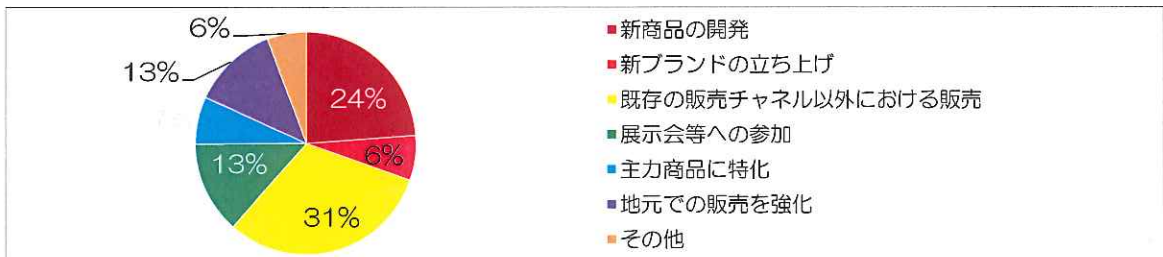 6%
13%
24%
6%
13%
31%
新商品の開発
新ブランドの立ち上げ
既存の販売チャネル以外における販売
展示会等への参加
主力商品に特化
地元での販売を強化
その他